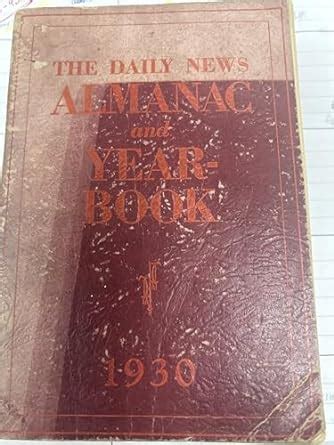 THE DAILY NEWS
ALMANAC
and
YEAR-
BOOK
1930